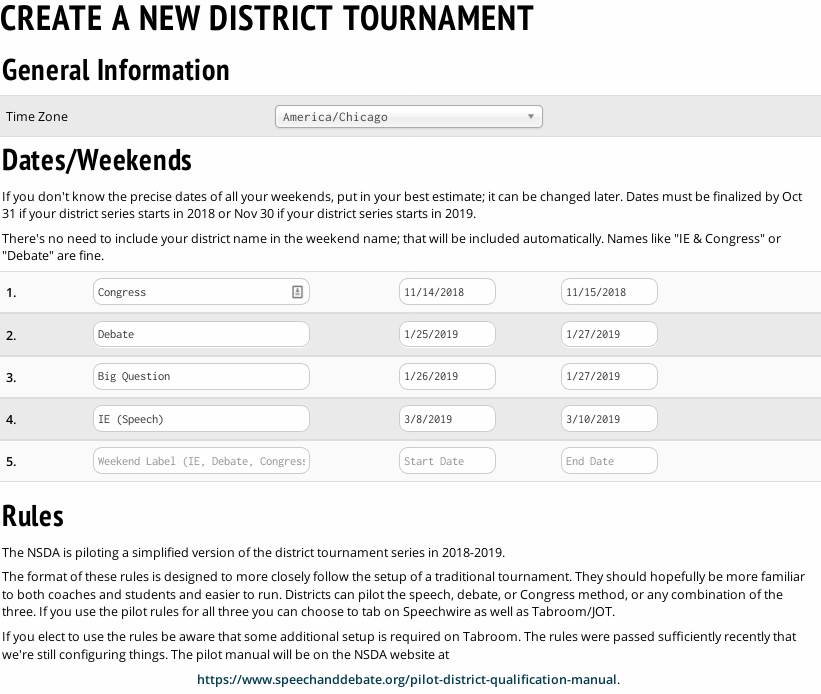 CREATE A NEW DISTRICT TOURNAMENT
General Information
Time Zone America/Chicago
Dates/Weekends
If you don't know the precise dates of all your weekends, put in your best estimate; it can be changed later. Dates must be finalized by Oct
31 if your district series starts in 2018 or Nov 30 if your district series starts in 2019.
There's no need to include your district name in the weekend name; that will be included automatically. Names like "IE & Congress" or
"Debate" are fine.
1. Congress 11/14/2018 11/15/2018
2. Debate 1/25/2019 1/27/2019
3. Big Question 1/26/2019 1/27/2019
4. IE (Speech) 3/8/2019 3/10/2019
5. Weekend Label (IE, Debate, Congress Start Date End Date
Rules
The NSDA is piloting a simplified version of the district tournament series in 2018-2019.
The format of these rules is designed to more closely follow the setup of a traditional tournament. They should hopefully be more familiar
to both coaches and students and easier to run. Districts can pilot the speech, debate, or Congress method, or any combination of the
three. If you use the pilot rules for all three you can choose to tab on Speechwire as well as Tabroom/JOT.
If you elect to use the rules be aware that some additional setup is required on Tabroom. The rules were passed sufficiently recently that
we're still configuring things. The pilot manual will be on the NSDA website at
https://www.speechanddebate.org/pilot-district-qualification-manual.